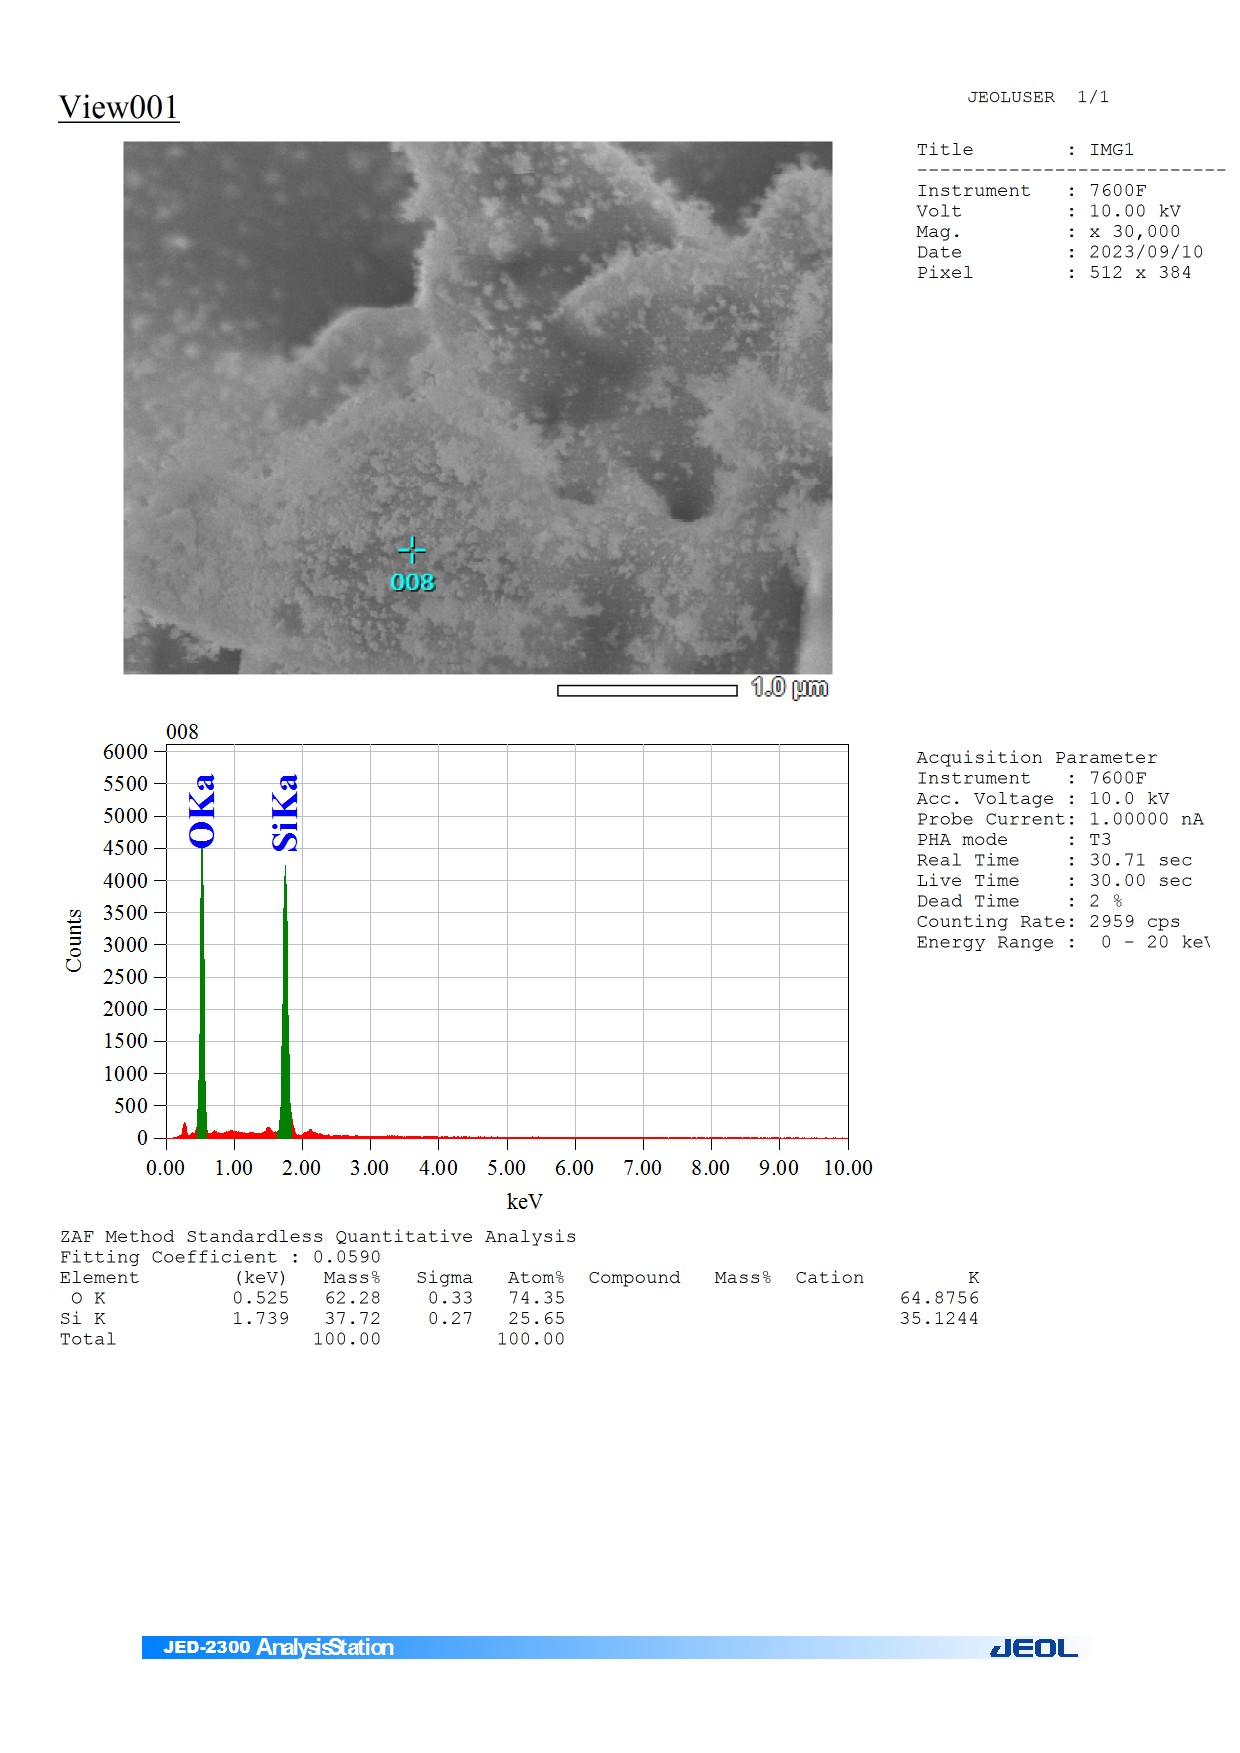 View001
JEOLUSER 1/1
Title : IMG1
---------------------------
Instrument : 7600F
Volt : 10.00 kV
Mag. : x 30,000
Date : 2023/09/10
Pixel : 512 x 384
008
1.0 µm
008
6000
5500
5000
4500
4000
3500
3000
2500
2000
1500
1000
500
0
Counts
OKa
SiKa
0.00 1.00 2.00 3.00 4.00 5.00 6.00 7.00 8.00 9.00 10.00
keV
Acquisition Parameter
Instrument : 7600F
Acc. Voltage : 10.0 kV
Probe Current: 1.00000 nA
PHA mode : T3
Real Time : 30.71 sec
Live Time : 30.00 sec
Dead Time : 2 %
Counting Rate: 2959 cps
Energy Range : 0 - 20 keV
ZAF Method Standardless Quantitative Analysis
Fitting Coefficient : 0.0590
Element (keV) Mass% Sigma Atom% Compound Mass% Cation K
O K 0.525 62.28 0.33 74.35 64.8756
Si K 1.739 37.72 0.27 25.65 35.1244
Total 100.00 100.00
JED-2300 AnalysisStation
JEOL